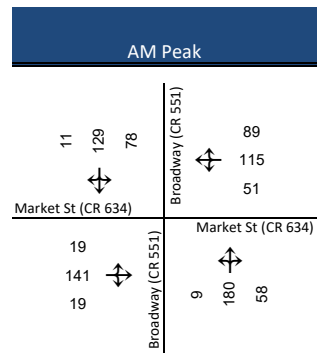 AM Peak
11 129 78
Broadway (CR 551)
89
115
51
Market St (CR 634)
19
141
19
Broadway (CR 551)
Market St (CR 634)
9 180 58